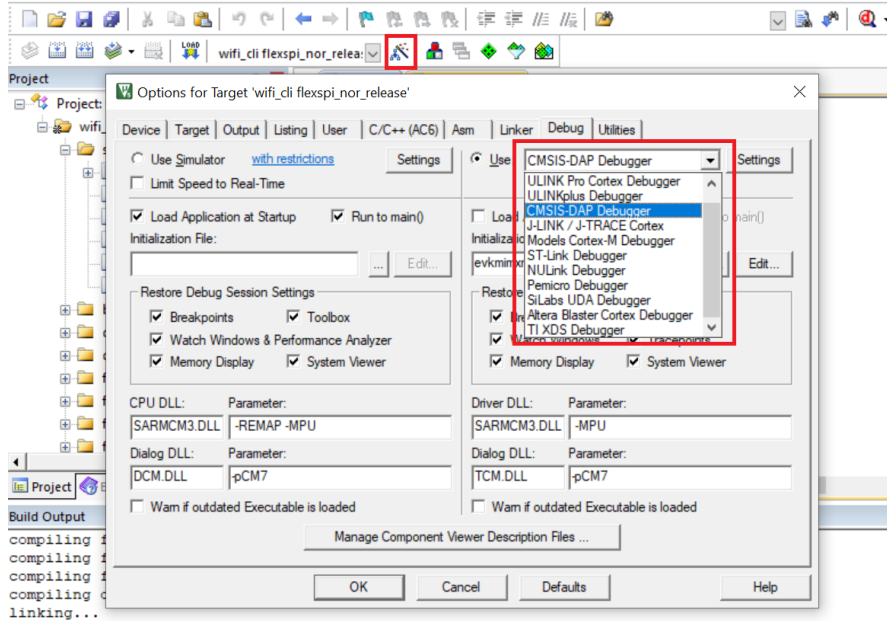 LOAD
wifi_cli flexspi_nor_relea:
Project
Project:
wifi_
Options for Target 'wifi_cli flexspi_nor_release'
Device Target Output Listing User C/C++ (AC6) Asm Linker Debug Utilities
Use Simulator with restrictions Settings
Use CMSIS-DAP Debugger Settings
Limit Speed to Real-Time
ULINK Pro Cortex Debugger
ULINKplus Debugger
CMSIS-DAP Debugger
J-LINK / J-TRACE Cortex
Models Cortex-M Debugger
ST-Link Debugger
NULink Debugger
Pemicro Debugger
SiLabs UDA Debugger
Altera Blaster Cortex Debugger
TI XDS Debugger
Load Application at Startup Run to main()
Initialization File:
... Edit...
evkmimxr Edit...
Restore Debug Session Settings
Breakpoints Toolbox
Watch Windows & Performance Analyzer
Memory Display System Viewer
Restore
Watch Windows Tracepoints
Memory Display System Viewer
CPU DLL: Parameter:
SARMCM3.DLL -REMAP -MPU
Driver DLL: Parameter:
SARMCM3.DLL -MPU
Dialog DLL: Parameter:
DCM.DLL -pCM7
Dialog DLL: Parameter:
TCM.DLL -pCM7
Warn if outdated Executable is loaded
Warn if outdated Executable is loaded
Manage Component Viewer Description Files ...
OK Cancel Defaults Help
Project
Build Output
compiling f
compiling f
compiling f
compiling c
linking...